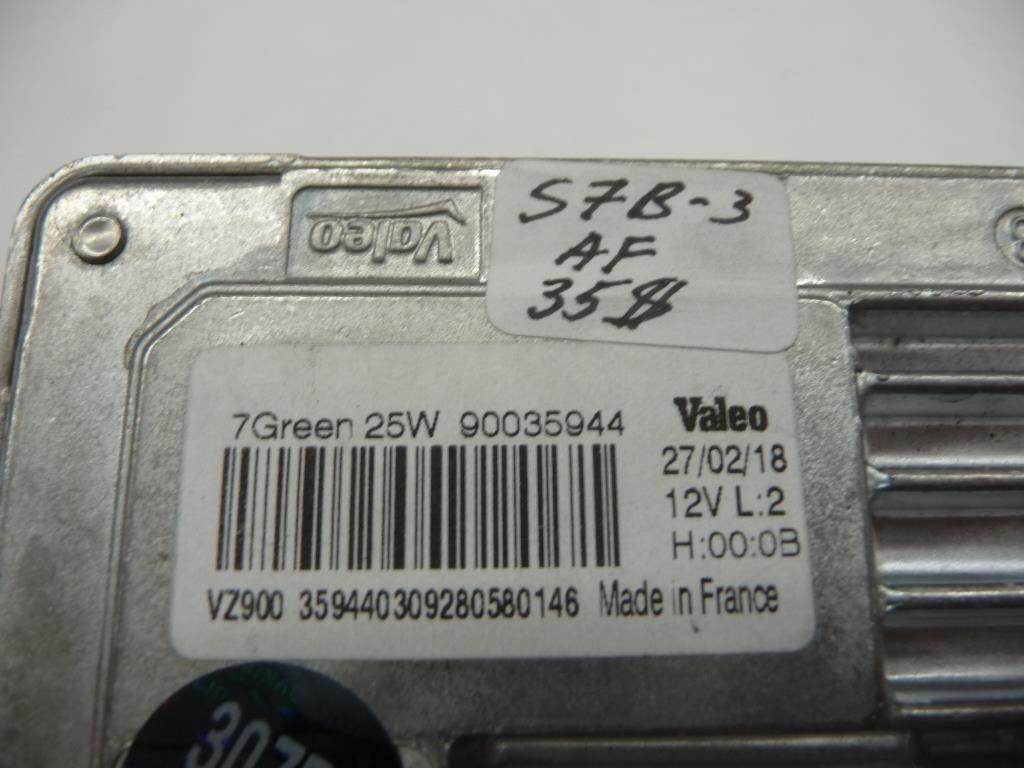 Valeo
S7B-3
AF
35$
7Green 25W 90035944
Valeo
27/02/18
12V L:2
H:00:0B
VZ900 359440309280580146 Made in France